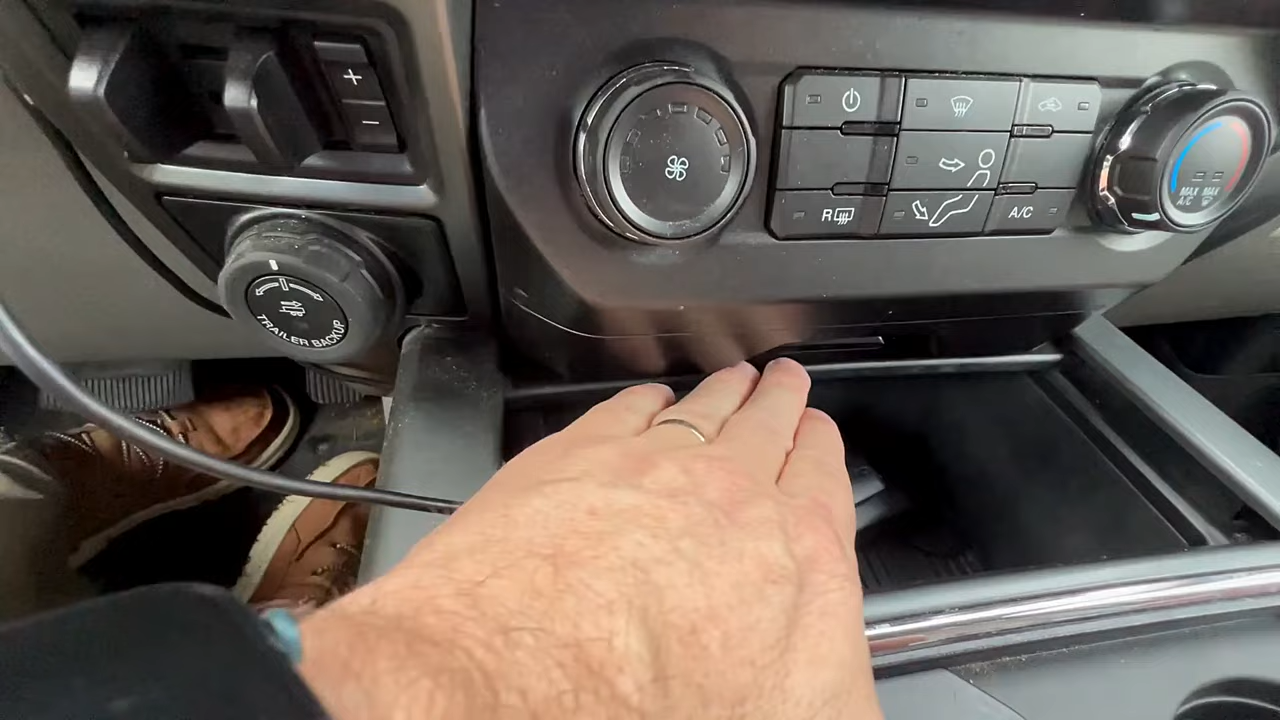 +
−
TRAILER BACKUP
R
A/C
MAX A/C
MAX